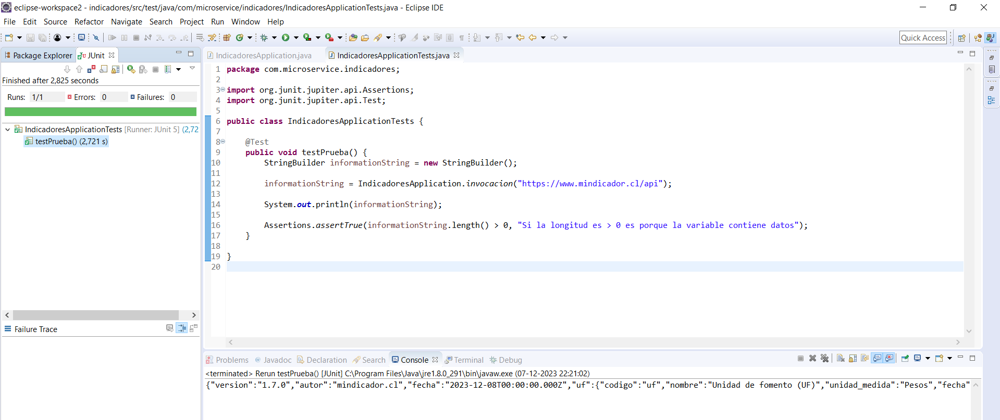 eclipse-workspace2 - indicadores/src/test/java/com/microservice/indicadores/IndicadoresApplicationTests.java - Eclipse IDE
File Edit Source Refactor Navigate Search Project Run Window Help
Quick Access
Package Explorer JUnit
Finished after 2,825 seconds
Runs: 1/1 Errors: 0 Failures: 0
IndicadoresApplicationTests [Runner: JUnit 5] (2,72
testPrueba() (2,721 s)
Failure Trace
IndicadoresApplication.java IndicadoresApplicationTests.java
1 package com.microservice.indicadores;
2
3 import org.junit.jupiter.api.Assertions;
4 import org.junit.jupiter.api.Test;
5
6 public class IndicadoresApplicationTests {
7
8 @Test
9 public void testPrueba() {
10 StringBuilder informationString = new StringBuilder();
11
12 informationString = IndicadoresApplication.invocacion("https://www.mindicador.cl/api");
13
14 System.out.println(informationString);
15
16 Assertions.assertTrue(informationString.length() > 0, "Si la longitud es > 0 es porque la variable contiene datos");
17 }
18
19 }
20
Problems Javadoc Declaration Search Console Terminal Debug
<terminated> Rerun testPrueba() [JUnit] C:\Program Files\Java\jre1.8.0_291\bin\javaw.exe (07-12-2023 22:21:02)
{"version":"1.7.0","autor":"mindicador.cl","fecha":"2023-12-08T00:00:00.000Z","uf":{"codigo":"uf","nombre":"Unidad de fomento (UF)","unidad_medida":"Pesos","fecha"